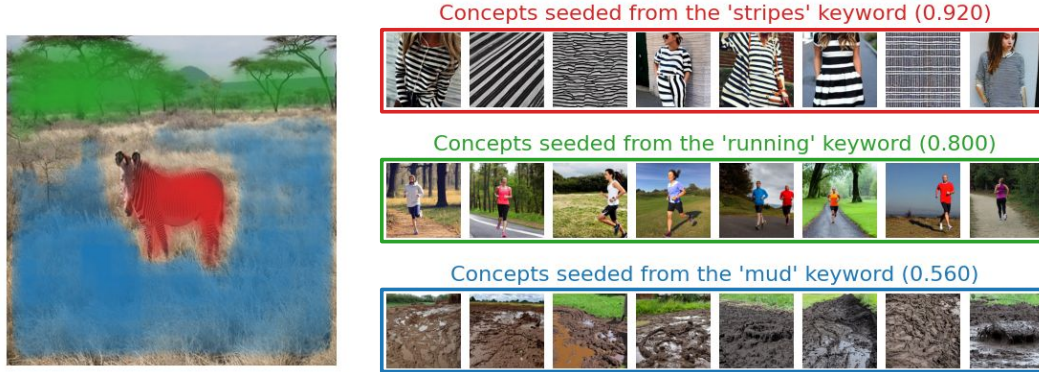 Concepts seeded from the 'stripes' keyword (0.920)
Concepts seeded from the 'running' keyword (0.800)
Concepts seeded from the 'mud' keyword (0.560)